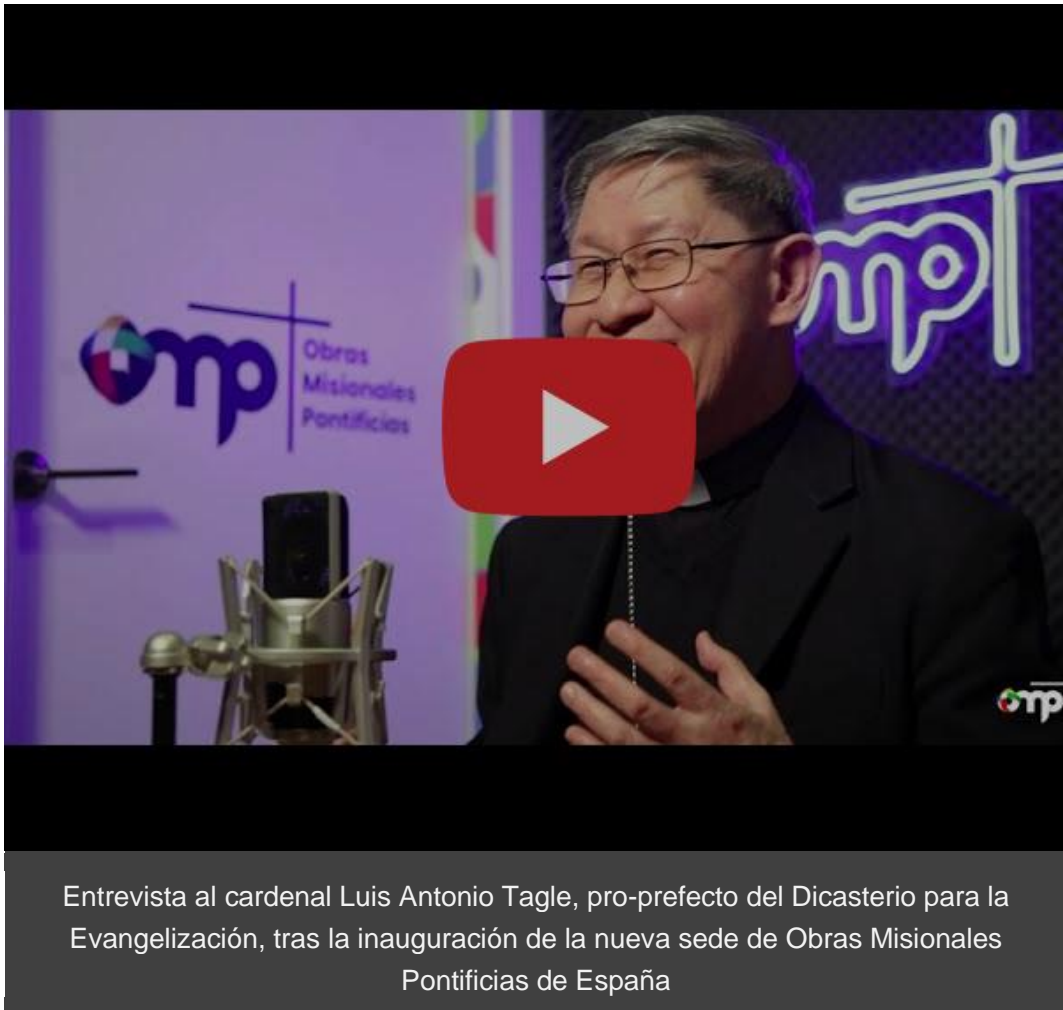 omp
Obras
Misionales
Pontificias
omp
omp
Entrevista al cardenal Luis Antonio Tagle, pro-prefecto del Dicasterio para la
Evangelización, tras la inauguración de la nueva sede de Obras Misionales
Pontificias de España